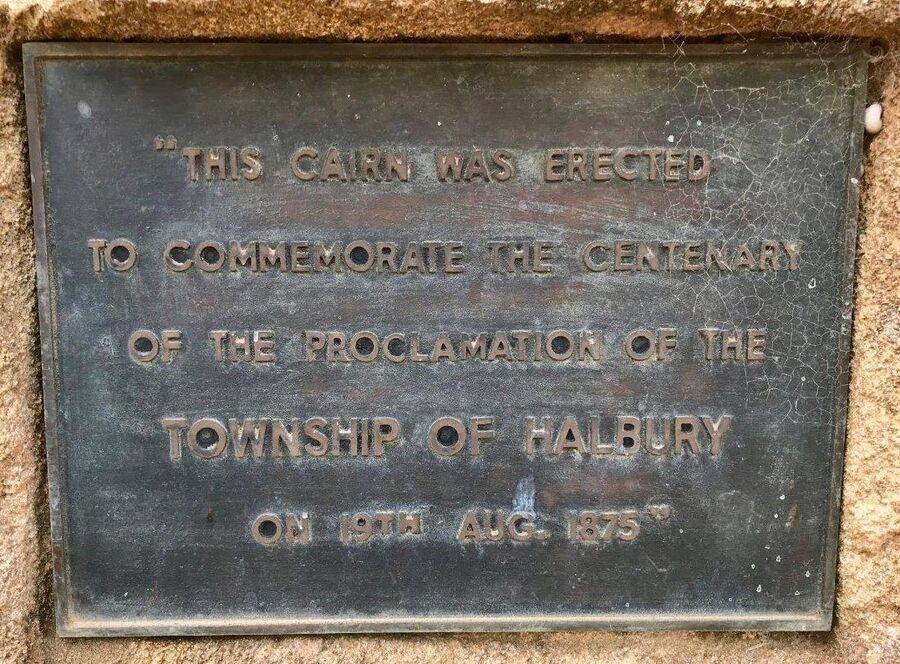 "THIS CAIRN WAS ERECTED
TO COMMEMORATE THE CENTENARY
OF THE PROCLAMATION OF THE
TOWNSHIP OF HALBURY
ON 19TH AUG. 1875"